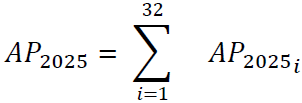 AP₂₀₂₅ = ∑_{i=1}^{32} AP₂₀₂₅ᵢ